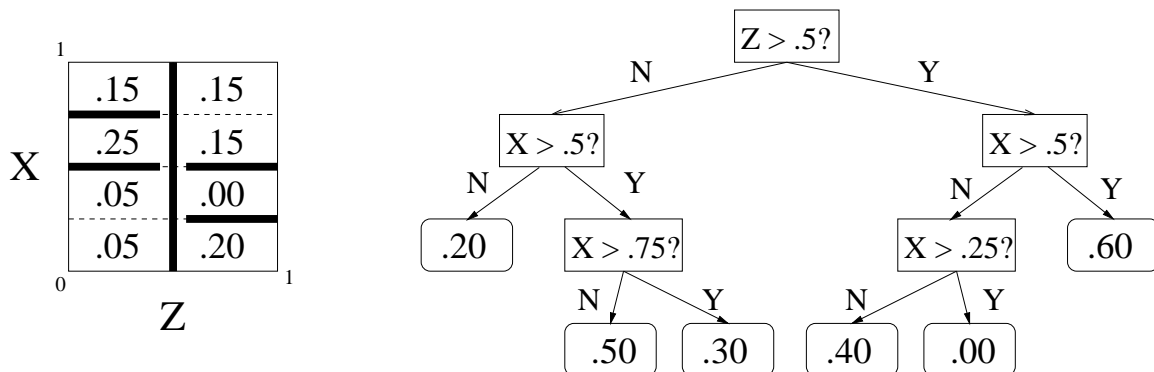 1
.15 .15
.25 .15
X
.05 .00
.05 .20
0 1
Z
Z > .5?
N Y
X > .5? X > .5?
N Y N Y
.20 X > .75? X > .25? .60
N Y N Y
.50 .30 .40 .00